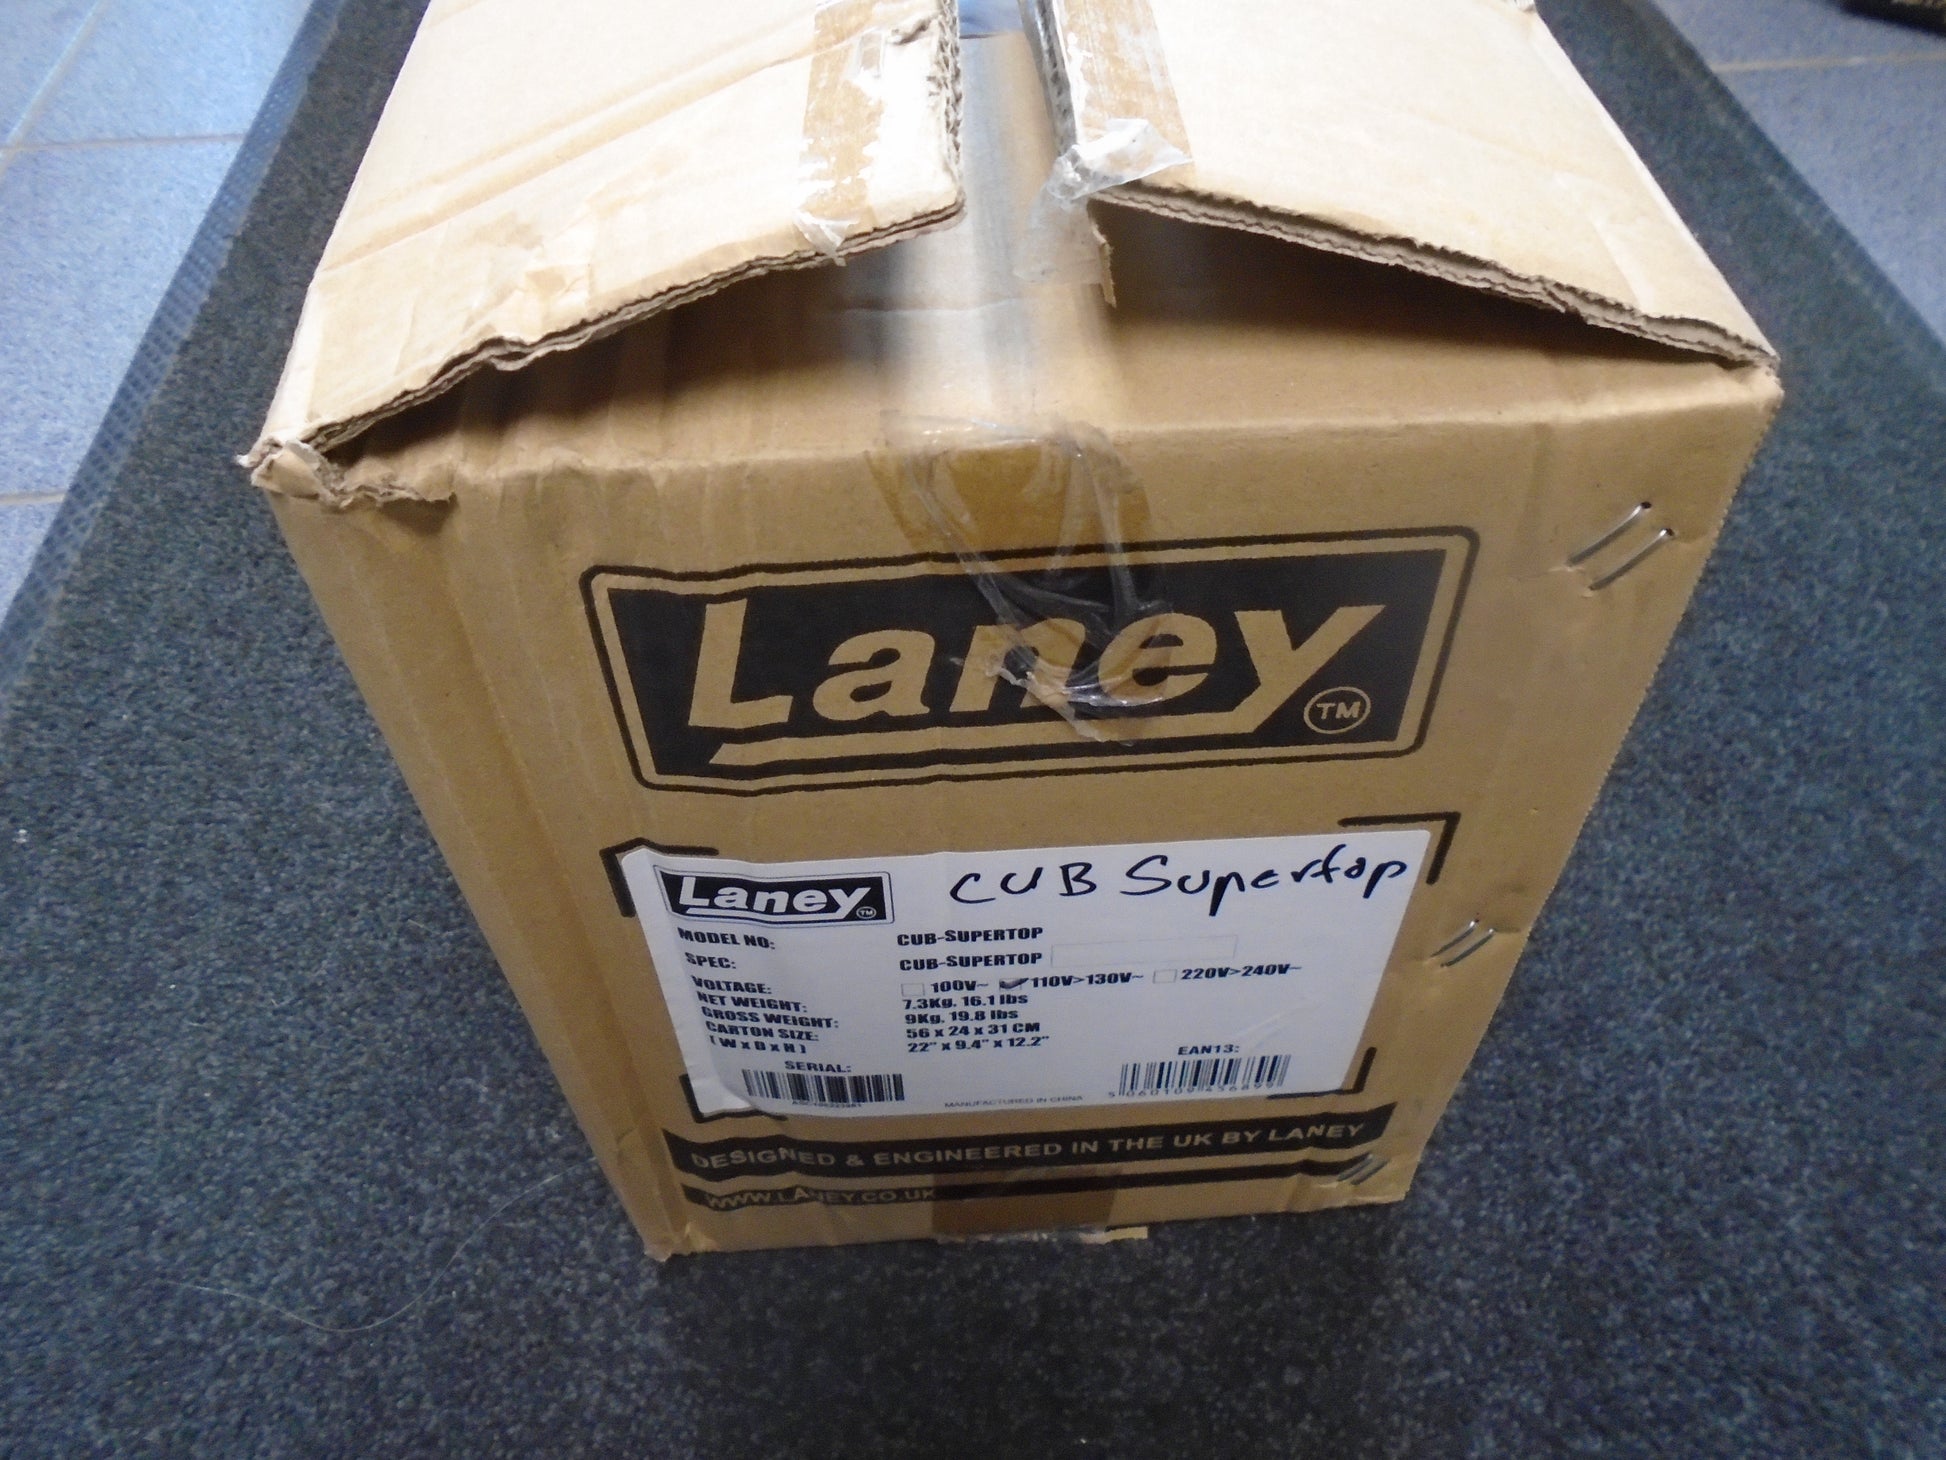 Laney TM
Laney TM
CUB Supertop
MODEL NO: CUB-SUPERTOP
SPEC: CUB-SUPERTOP
VOLTAGE: 100V~ 110V>130V~ 220V>240V~
NET WEIGHT: 7.3Kg. 16.1 lbs
GROSS WEIGHT: 9Kg. 19.8 lbs
CARTON SIZE: 56 x 24 x 31 CM
[ W x D x H ] 22" x 9.4" x 12.2"
SERIAL:
EAN13:
5 060109 456899
MANUFACTURED IN CHINA
DESIGNED & ENGINEERED IN THE UK BY LANEY
WWW.LANEY.CO.UK